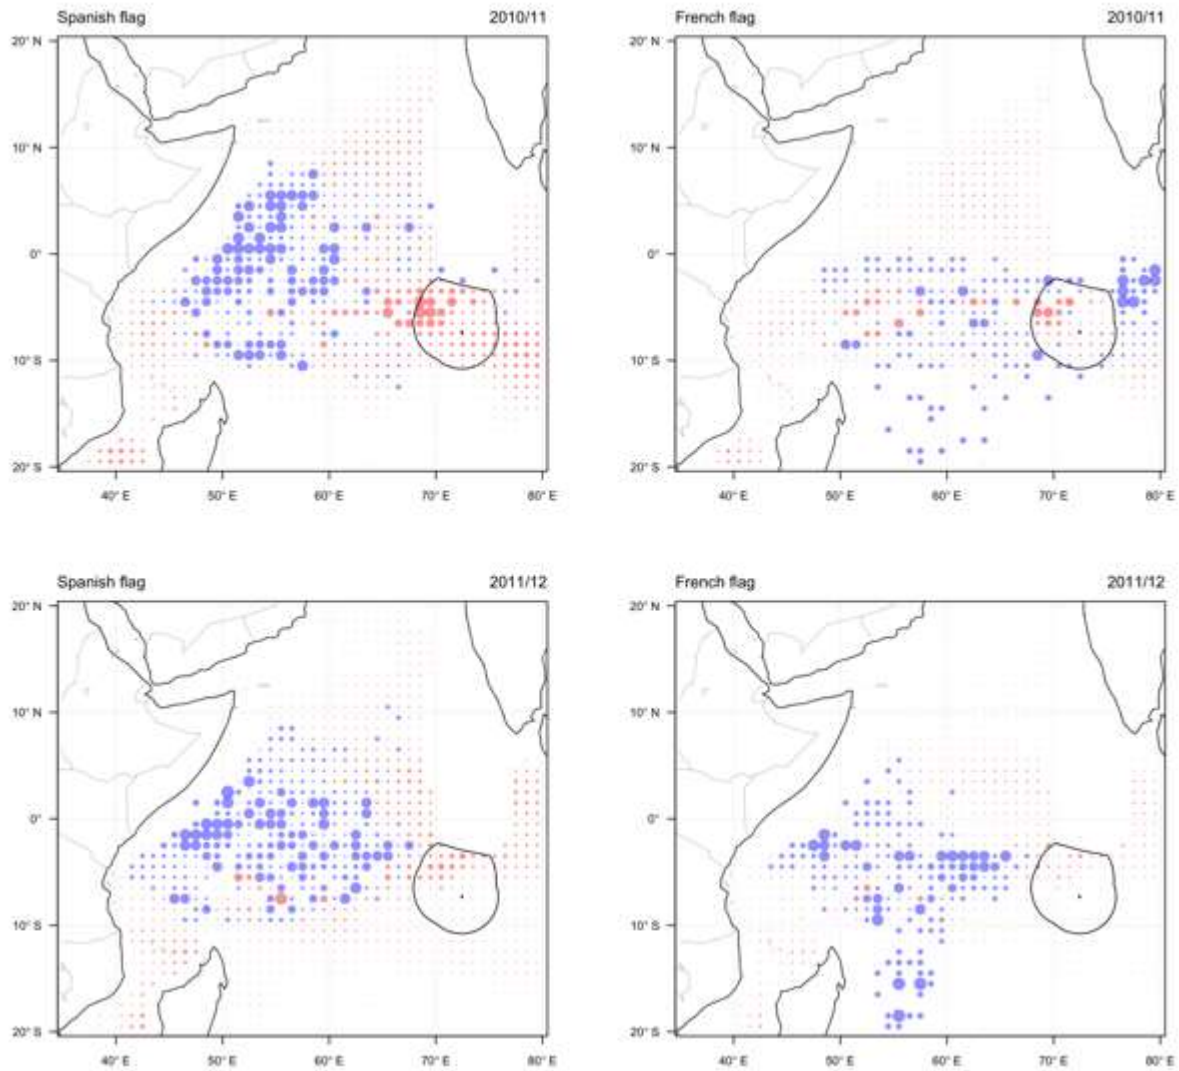 Spanish flag 2010/11
French flag 2010/11
20° N
10° N
0°
10° S
20° S
40° E 50° E 60° E 70° E 80° E
20° N
10° N
0°
10° S
20° S
40° E 50° E 60° E 70° E 80° E
Spanish flag 2011/12
French flag 2011/12
20° N
10° N
0°
10° S
20° S
40° E 50° E 60° E 70° E 80° E
20° N
10° N
0°
10° S
20° S
40° E 50° E 60° E 70° E 80° E